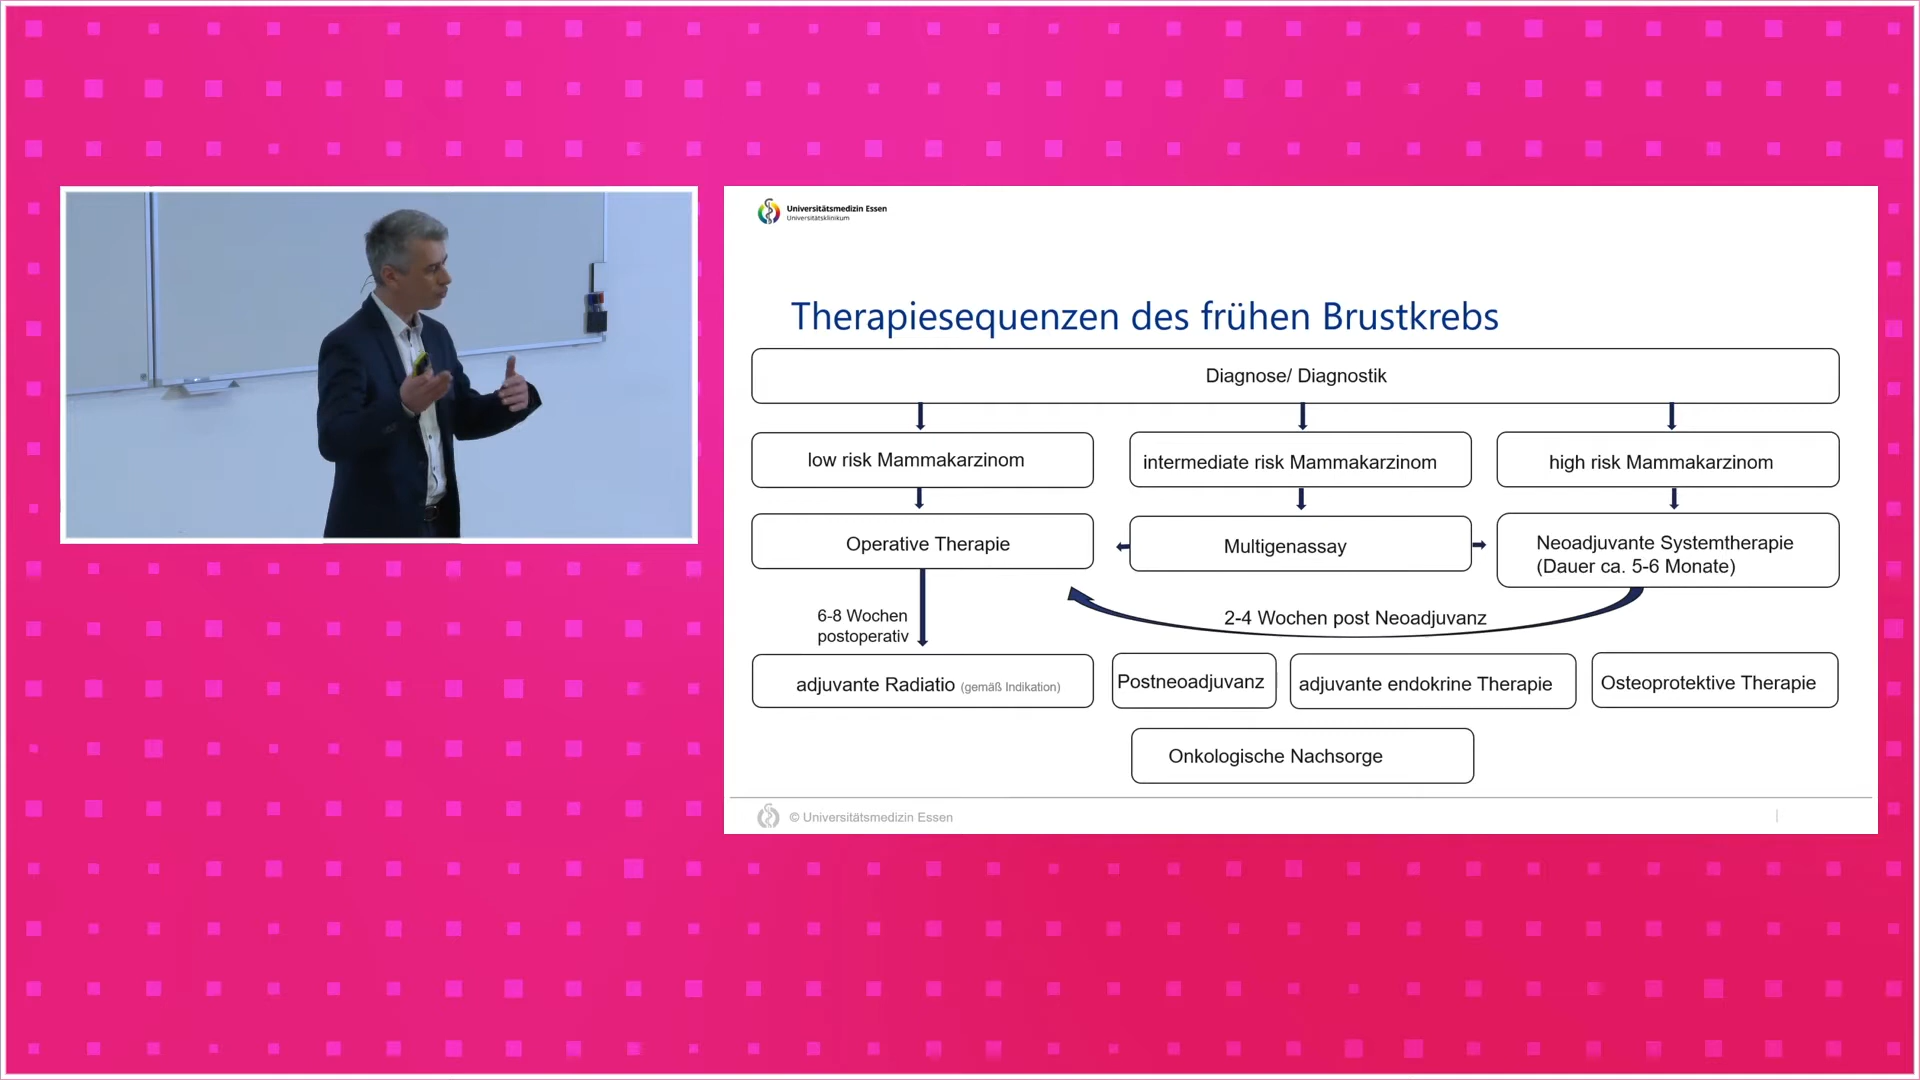 Universitätsmedizin Essen
Universitätsklinikum
Therapiesequenzen des frühen Brustkrebs
Diagnose/ Diagnostik
low risk Mammakarzinom
intermediate risk Mammakarzinom
high risk Mammakarzinom
Operative Therapie
Multigenassay
Neoadjuvante Systemtherapie
(Dauer ca. 5-6 Monate)
6-8 Wochen
postoperativ
2-4 Wochen post Neoadjuvanz
adjuvante Radiatio (gemäß Indikation)
Postneoadjuvanz
adjuvante endokrine Therapie
Osteoprotektive Therapie
Onkologische Nachsorge
© Universitätsmedizin Essen